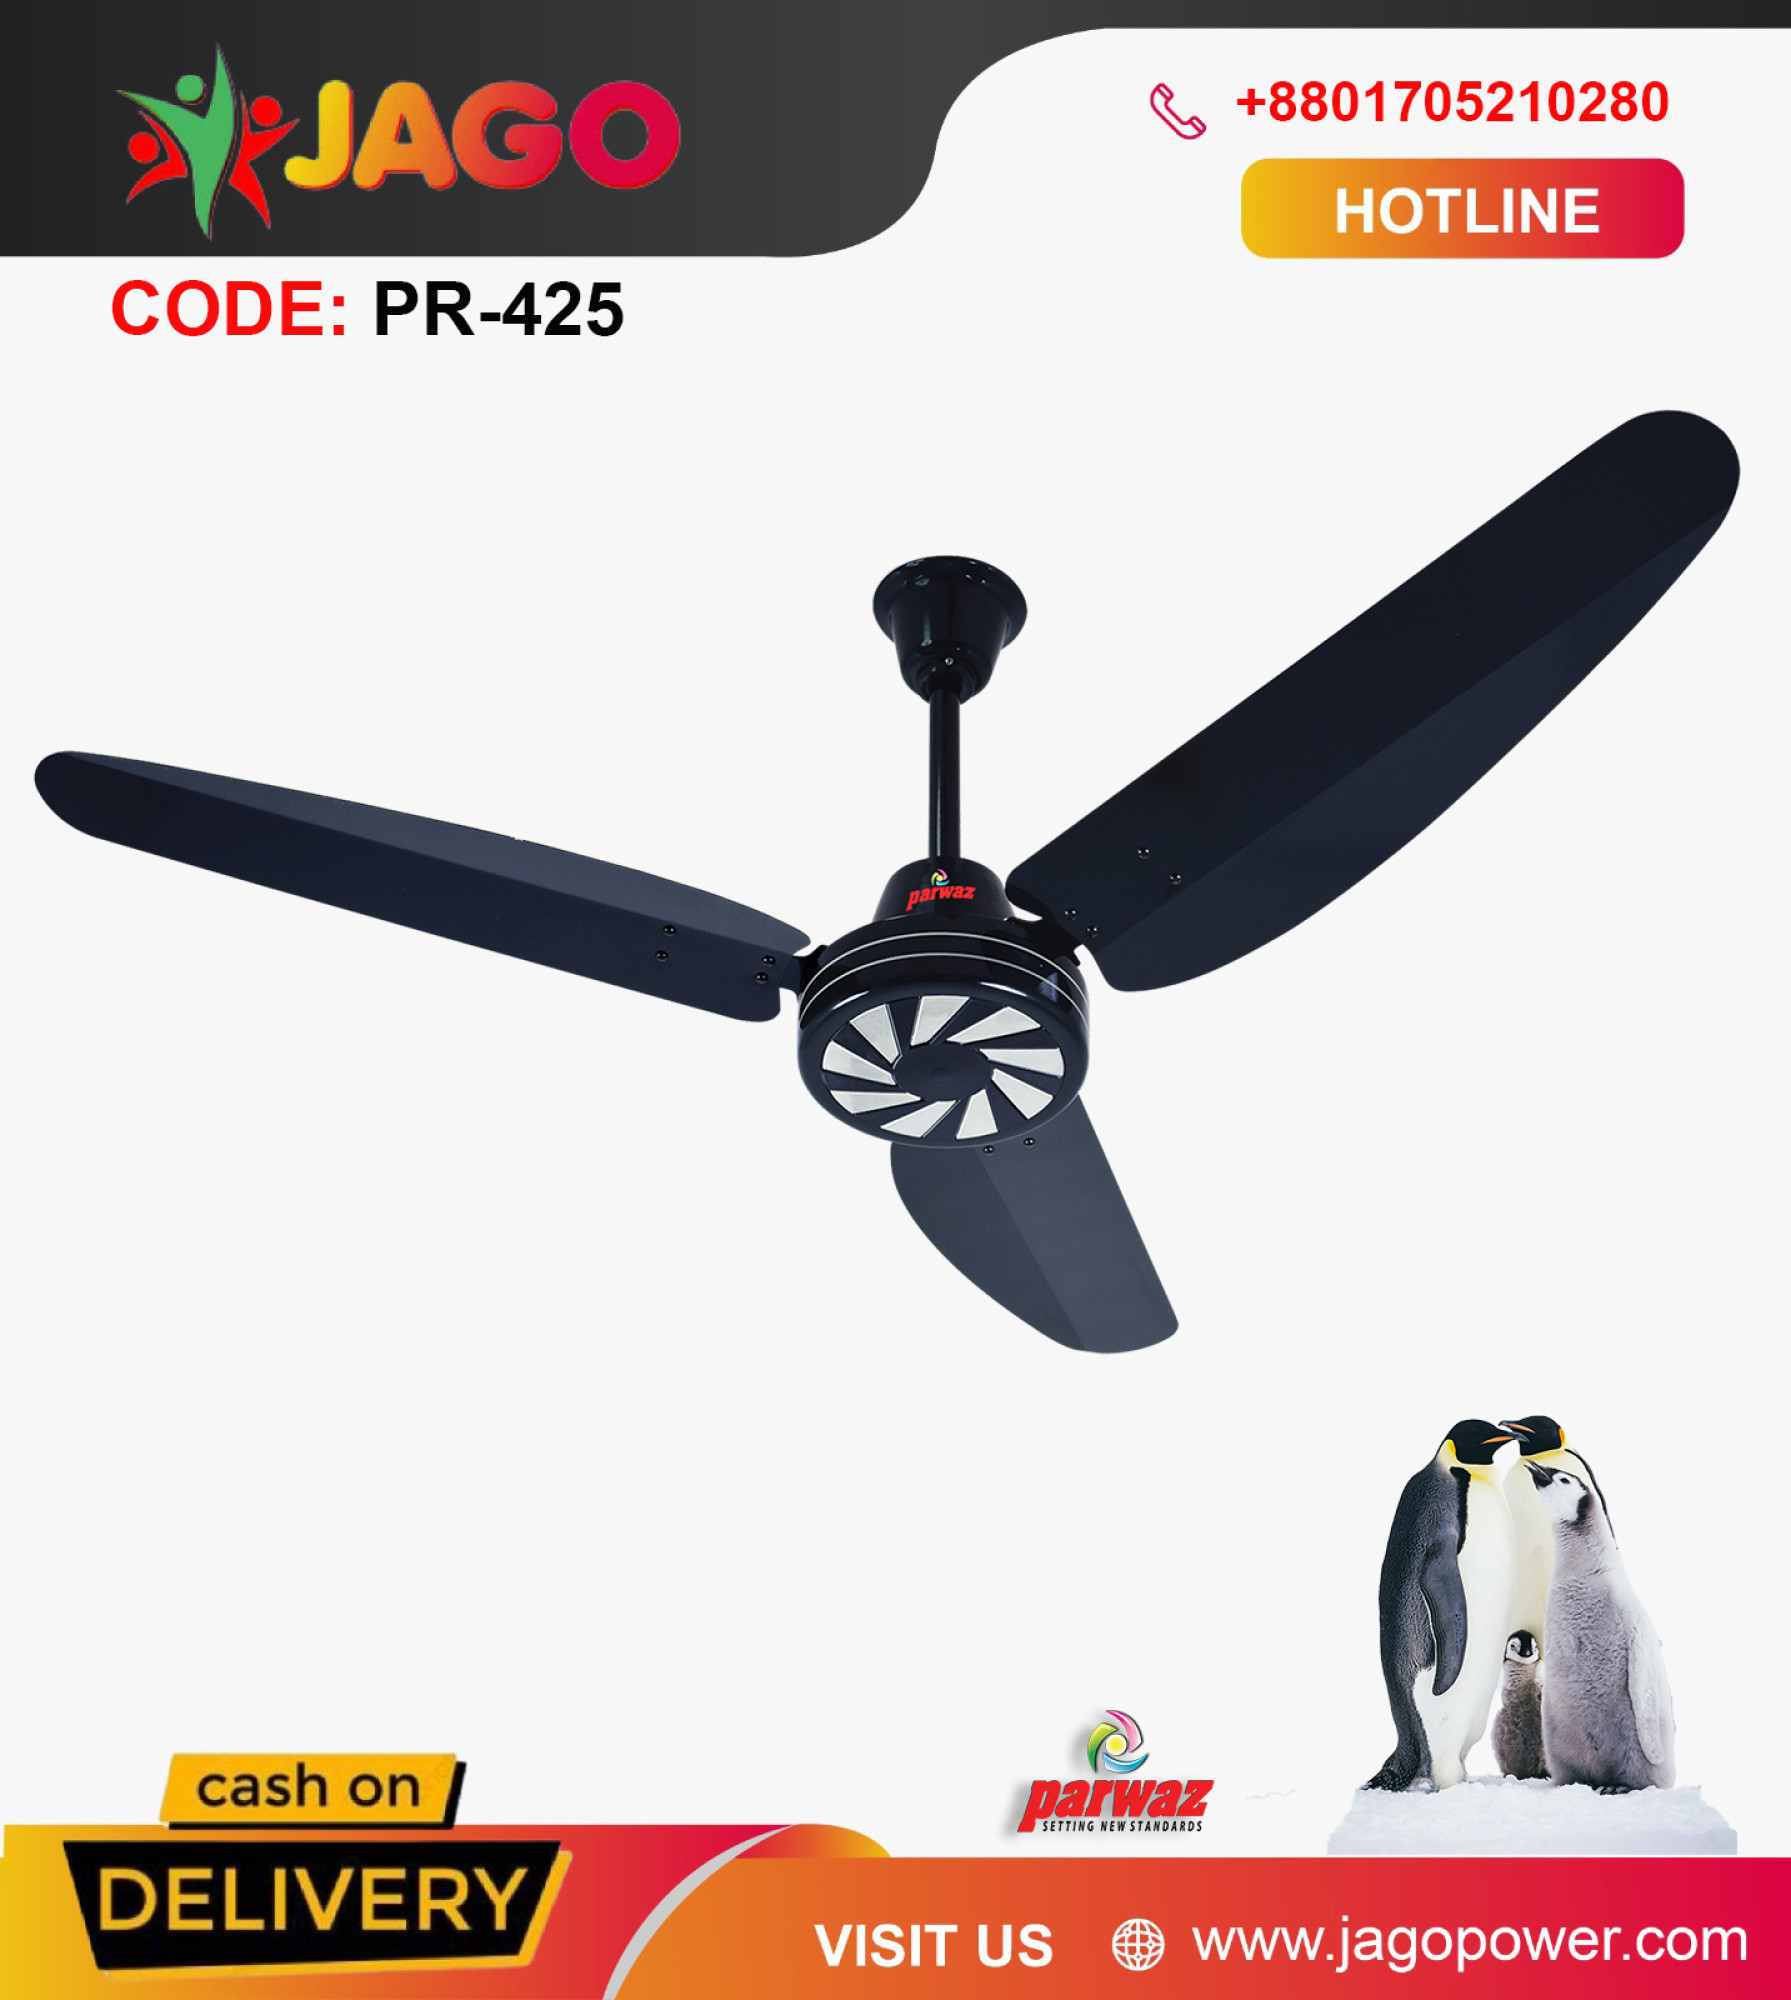 JAGO
+8801705210280
HOTLINE
CODE: PR-425
parwaz
parwaz
SETTING NEW STANDARDS
cash on
DELIVERY
VISIT US
www.jagopower.com